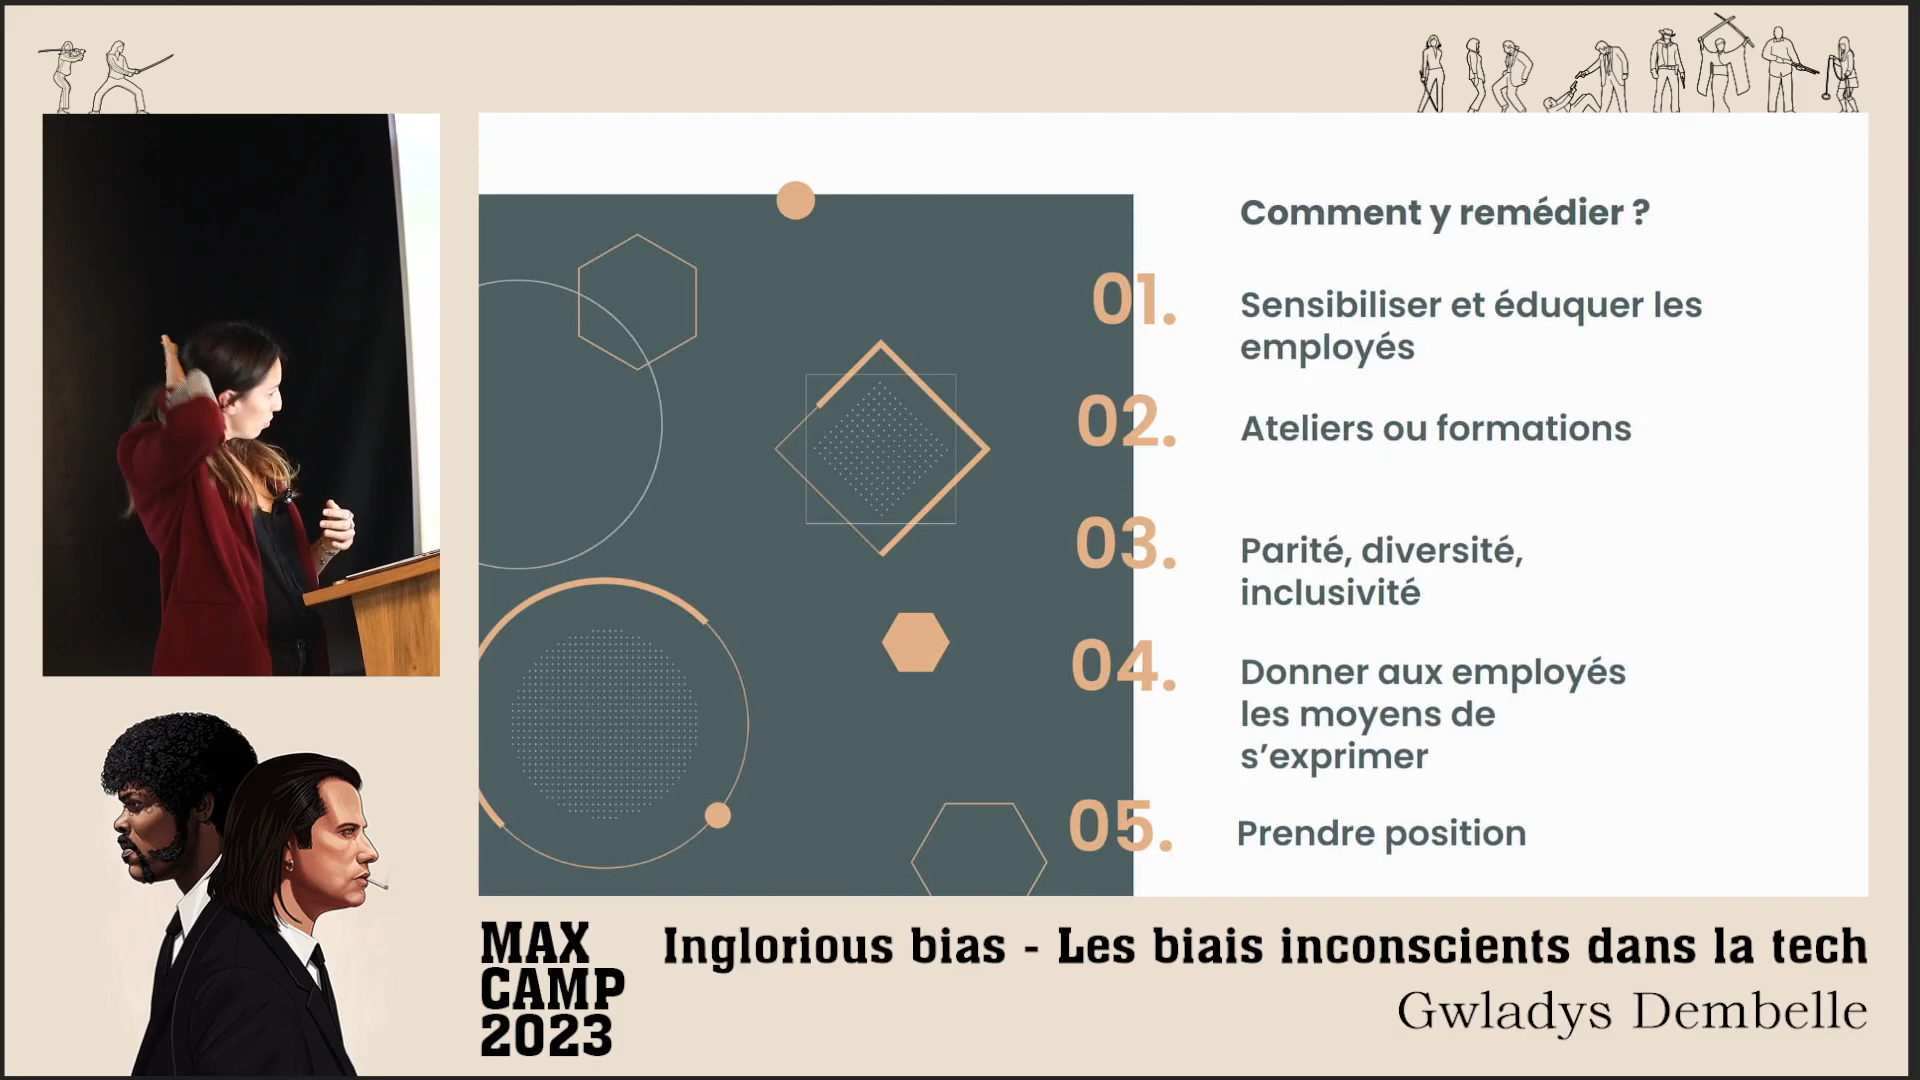 Comment y remédier ?
01.
Sensibiliser et éduquer les
employés
02.
Ateliers ou formations
03.
Parité, diversité,
inclusivité
04.
Donner aux employés
les moyens de
s’exprimer
05.
Prendre position
MAX
CAMP
2023
Inglorious bias - Les biais inconscients dans la tech
Gwladys Dembelle